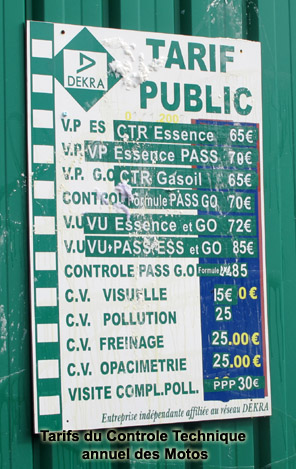 DEKRA
TARIF
PUBLIC
V.P ES CTR Essence 65€
V.P. VP Essence PASS 70€
V.P. G.O CTR Gasoil 65€
CONTROL Formule PASS GO 70€
V.U VU Essence et GO 72€
V.U VU PASS ESS et GO 85€
CONTROLE PASS G.O Formule 85
C.V. VISUELLE 15€ 0€
C.V. POLLUTION 25
C.V. FREINAGE 25.00€
C.V. OPACIMETRIE 25.00€
VISITE COMPL.POLL. PPP 30€
Entreprise indépendante affiliée au réseau DEKRA
Tarifs du Controle Technique
annuel des Motos